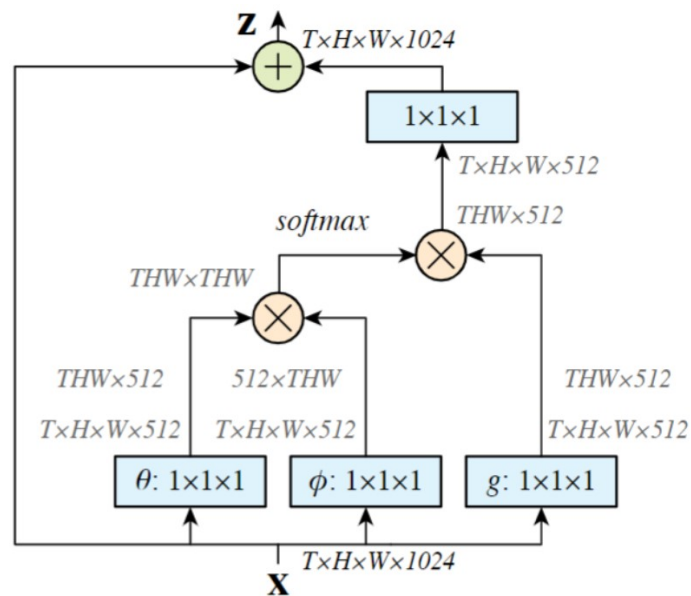 z
T×H×W×1024
+
1×1×1
T×H×W×512
THW×512
softmax
×
THW×THW
×
THW×512
512×THW
THW×512
T×H×W×512
T×H×W×512
T×H×W×512
θ: 1×1×1
ϕ: 1×1×1
g: 1×1×1
T×H×W×1024
x